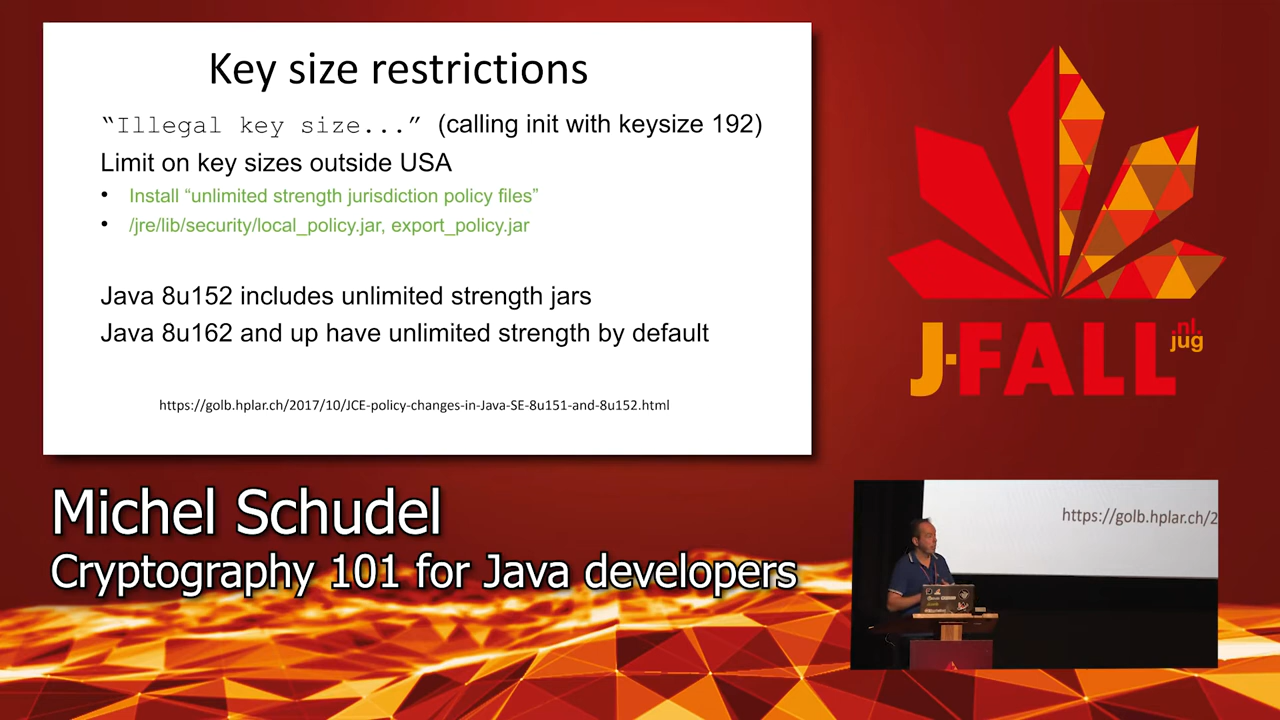 Key size restrictions
“Illegal key size...” (calling init with keysize 192)
Limit on key sizes outside USA
• Install “unlimited strength jurisdiction policy files”
• /jre/lib/security/local_policy.jar, export_policy.jar
Java 8u152 includes unlimited strength jars
Java 8u162 and up have unlimited strength by default
https://golb.hplar.ch/2017/10/JCE-policy-changes-in-Java-SE-8u151-and-8u152.html
J-FALL
nl.
jug
Michel Schudel
Cryptography 101 for Java developers
https://golb.hplar.ch/2